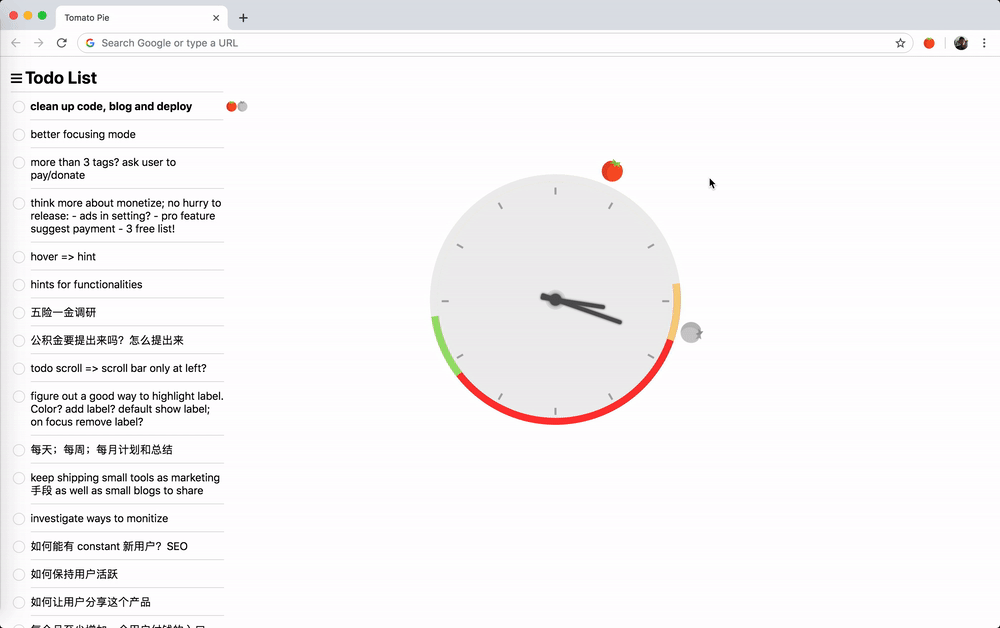 Tomato Pie
Search Google or type a URL
Todo List
clean up code, blog and deploy
better focusing mode
more than 3 tags? ask user to
pay/donate
think more about monetize; no hurry to
release: - ads in setting? - pro feature
suggest payment - 3 free list!
hover => hint
hints for functionalities
五险一金调研
公积金要提出来吗？怎么提出来
todo scroll => scroll bar only at left?
figure out a good way to highlight label.
Color? add label? default show label;
on focus remove label?
每天；每周；每月计划和总结
keep shipping small tools as marketing
手段 as well as small blogs to share
investigate ways to monitize
如何能有 constant 新用户？SEO
如何保持用户活跃
如何让用户分享这个产品